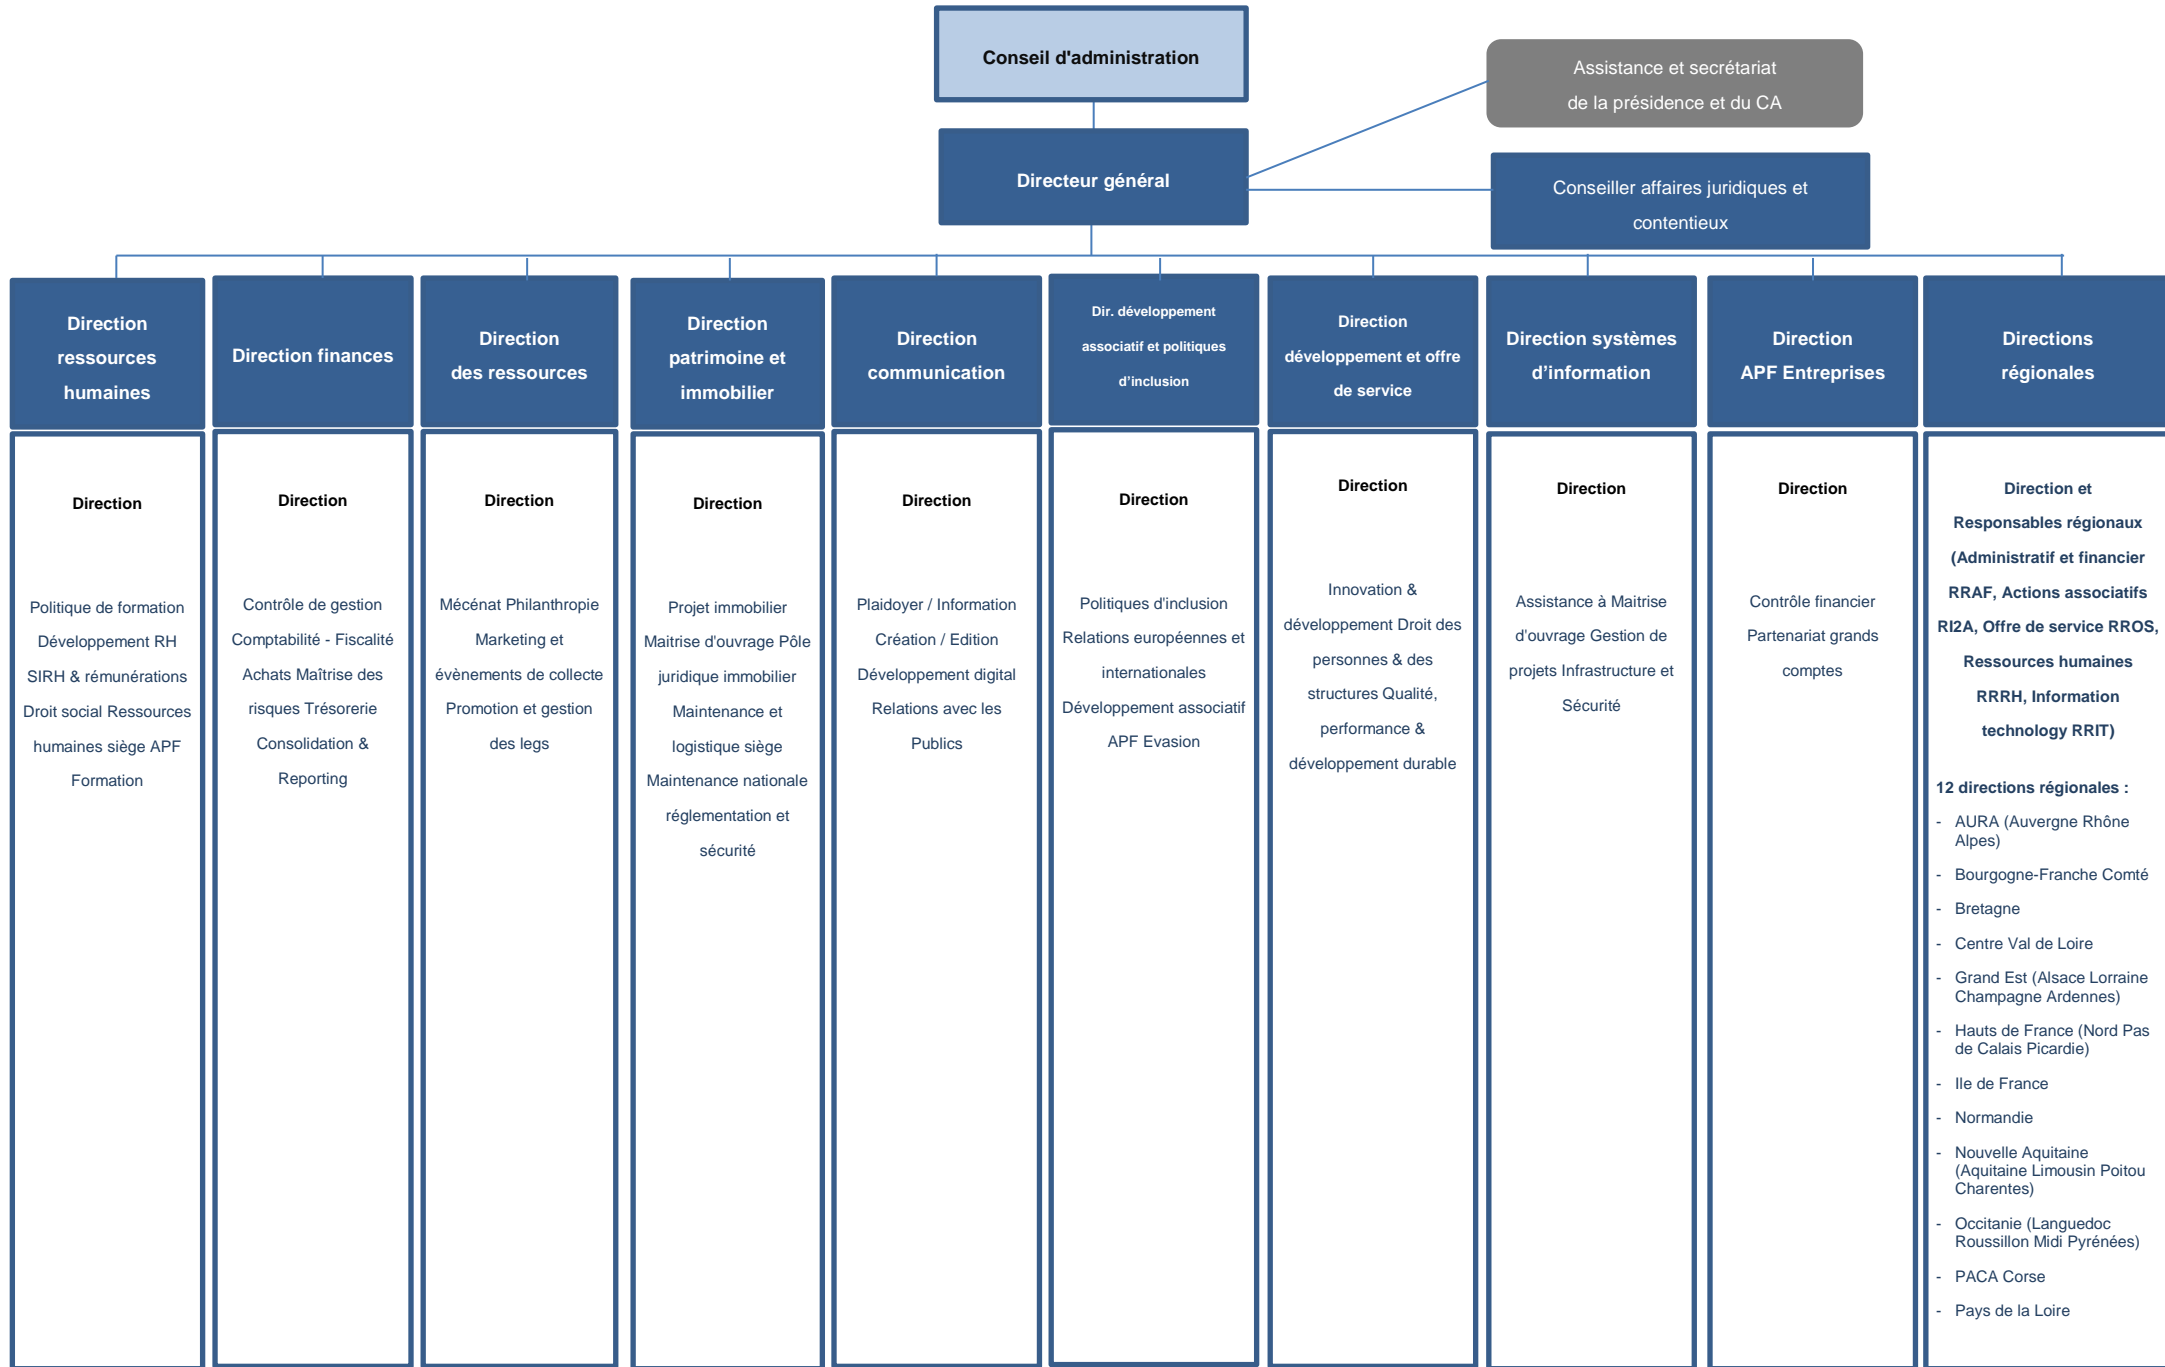 Conseil d'administration
Assistance et secrétariat
de la présidence et du CA
Directeur général
Conseiller affaires juridiques et
contentieux
Direction
ressources
humaines
Direction finances
Direction
des ressources
Direction
patrimoine et
immobilier
Direction
communication
Dir. développement
associatif et politiques
d'inclusion
Direction
développement et offre
de service
Direction systèmes
d'information
Direction
APF Entreprises
Directions
régionales
Direction
Politique de formation
Développement RH
SIRH & rémunérations
Droit social Ressources
humaines siège APF
Formation
Direction
Contrôle de gestion
Comptabilité - Fiscalité
Achats Maîtrise des
risques Trésorerie
Consolidation &
Reporting
Direction
Mécénat Philanthropie
Marketing et
évènements de collecte
Promotion et gestion
des legs
Direction
Projet immobilier
Maitrise d'ouvrage Pôle
juridique immobilier
Maintenance et
logistique siège
Maintenance nationale
réglementation et
sécurité
Direction
Plaidoyer / Information
Création / Edition
Développement digital
Relations avec les
Publics
Direction
Politiques d'inclusion
Relations européennes et
internationales
Développement associatif
APF Evasion
Direction
Innovation &
développement Droit des
personnes & des
structures Qualité,
performance &
développement durable
Direction
Assistance à Maitrise
d'ouvrage Gestion de
projets Infrastructure et
Sécurité
Direction
Contrôle financier
Partenariat grands
comptes
Direction et
Responsables régionaux
(Administratif et financier
RRAF, Actions associatifs
RI2A, Offre de service RROS,
Ressources humaines
RRRH, Information
technology RRIT)
12 directions régionales :
- AURA (Auvergne Rhône
Alpes)
- Bourgogne-Franche Comté
- Bretagne
- Centre Val de Loire
- Grand Est (Alsace Lorraine
Champagne Ardennes)
- Hauts de France (Nord Pas
de Calais Picardie)
- Ile de France
- Normandie
- Nouvelle Aquitaine
(Aquitaine Limousin Poitou
Charentes)
- Occitanie (Languedoc
Roussillon Midi Pyrénées)
- PACA Corse
- Pays de la Loire